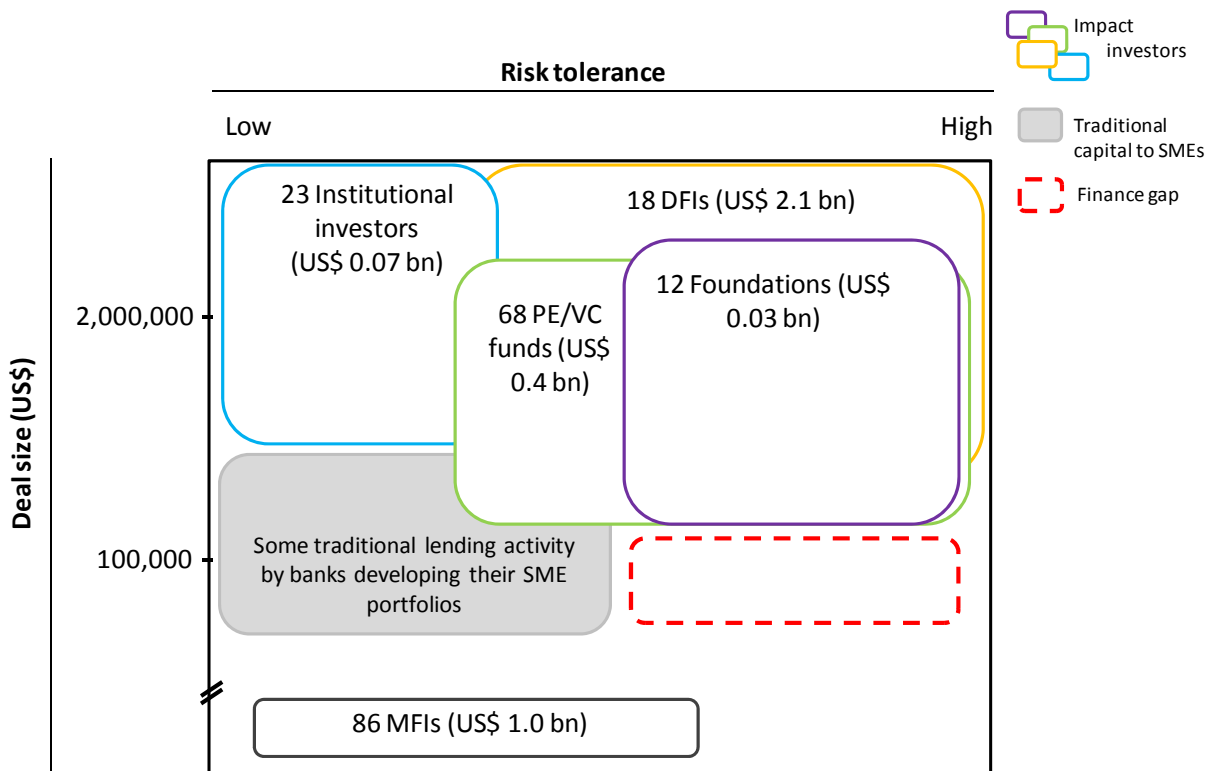 Impact
investors
Risk tolerance
Low
High
Traditional
capital to SMEs
Finance gap
23 Institutional
investors
(US$ 0.07 bn)
18 DFIs (US$ 2.1 bn)
12 Foundations (US$
0.03 bn)
68 PE/VC
funds (US$
0.4 bn)
2,000,000
Deal size (US$)
100,000
Some traditional lending activity
by banks developing their SME
portfolios
86 MFIs (US$ 1.0 bn)